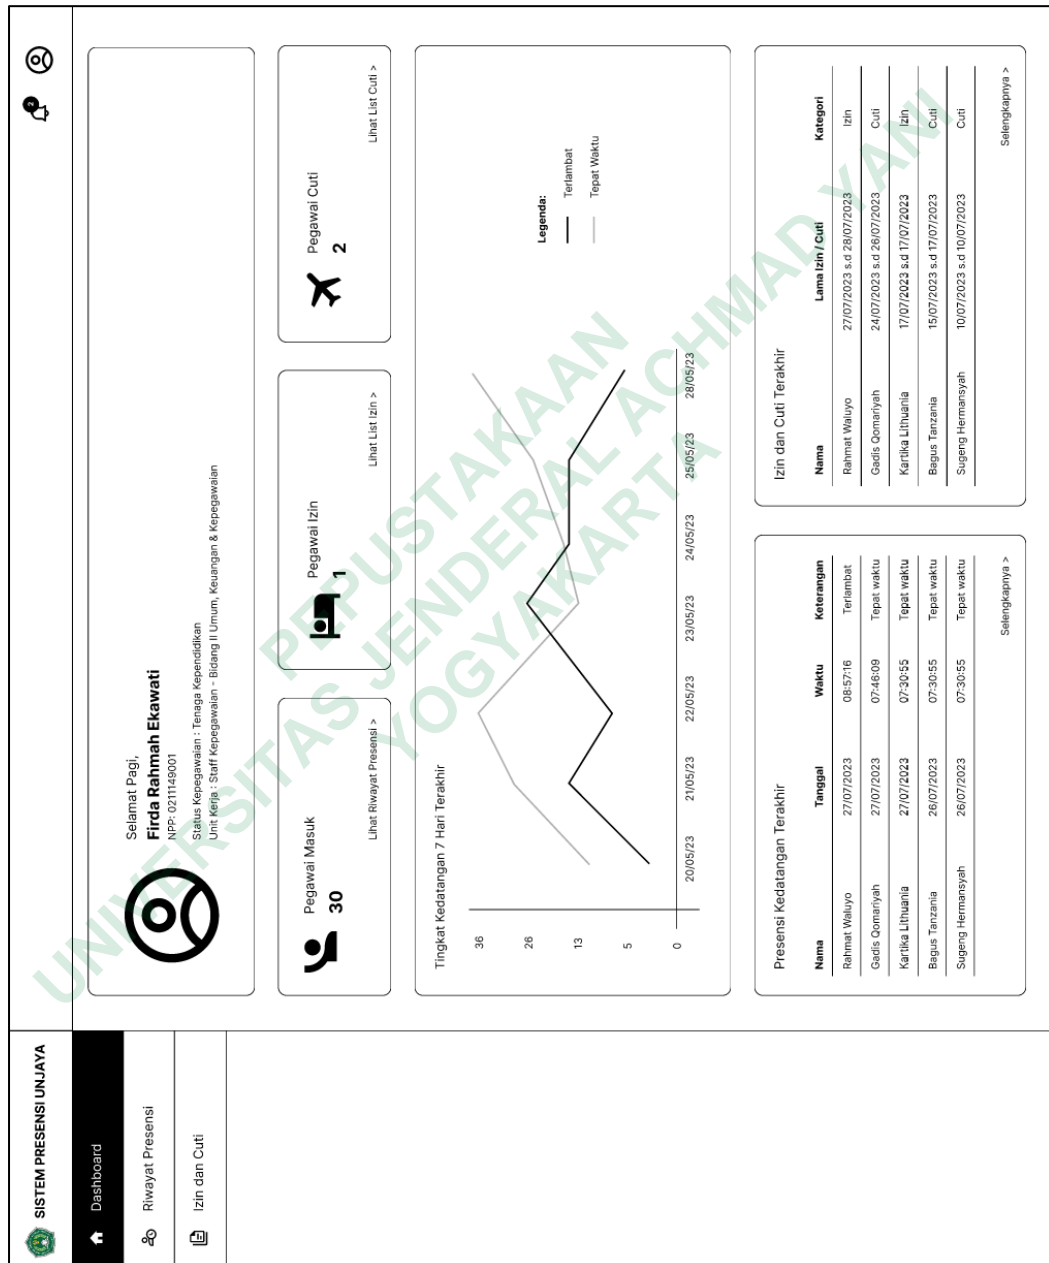 SISTEM PRESENSI UNJAYA
2
Dashboard
Riwayat Presensi
Izin dan Cuti
Selamat Pagi,
Firda Rahmah Ekawati
NPP: 0211149001
Status Kepegawaian : Tenaga Kependidikan
Unit Kerja : Staff Kepegawaian - Bidang II Umum, Keuangan & Kepegawaian
Pegawai Masuk
30
Lihat Riwayat Presensi >
Pegawai Izin
1
Lihat List Izin >
Pegawai Cuti
2
Lihat List Cuti >
Tingkat Kedatangan 7 Hari Terakhir
36
26
13
5
0
20/05/23 21/05/23 22/05/23 23/05/23 24/05/23 25/05/23 28/05/23
Legenda:
Terlambat
Tepat Waktu
Presensi Kedatangan Terakhir
Nama Tanggal Waktu Keterangan
Rahmat Waluyo 27/07/2023 08:57:16 Terlambat
Gadis Qomariyah 27/07/2023 07:46:09 Tepat waktu
Kartika Lithuania 27/07/2023 07:30:55 Tepat waktu
Bagus Tanzania 26/07/2023 07:30:55 Tepat waktu
Sugeng Hermansyah 26/07/2023 07:30:55 Tepat waktu
Selengkapnya >
Izin dan Cuti Terakhir
Nama Lama Izin / Cuti Kategori
Rahmat Waluyo 27/07/2023 s.d 28/07/2023 Izin
Gadis Qomariyah 24/07/2023 s.d 26/07/2023 Cuti
Kartika Lithuania 17/07/2023 s.d 17/07/2023 Izin
Bagus Tanzania 15/07/2023 s.d 17/07/2023 Cuti
Sugeng Hermansyah 10/07/2023 s.d 10/07/2023 Cuti
Selengkapnya >
PERPUSTAKAAN
UNIVERSITAS JENDERAL ACHMAD YANI
YOGYAKARTA